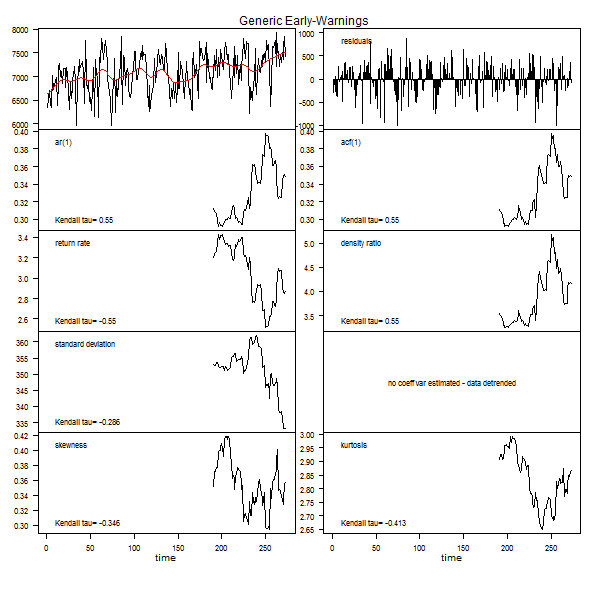 Generic Early-Warnings
8000
7500
7000
6500
6000
residuals
1000
500
0
-500
-1000
ar(1)
0.40
0.38
0.36
0.34
0.32
0.30
Kendall tau= 0.55
acf(1)
0.40
0.38
0.36
0.34
0.32
0.30
Kendall tau= 0.55
return rate
3.4
3.2
3.0
2.8
2.6
Kendall tau= -0.55
density ratio
5.0
4.5
4.0
3.5
Kendall tau= 0.55
standard deviation
360
355
350
345
340
335
Kendall tau= -0.286
no coeff var estimated - data detrended
skewness
0.42
0.40
0.38
0.36
0.34
0.32
0.30
Kendall tau= -0.346
0 50 100 150 200 250
time
kurtosis
3.00
2.95
2.90
2.85
2.80
2.75
2.70
2.65
Kendall tau= -0.413
0 50 100 150 200 250
time